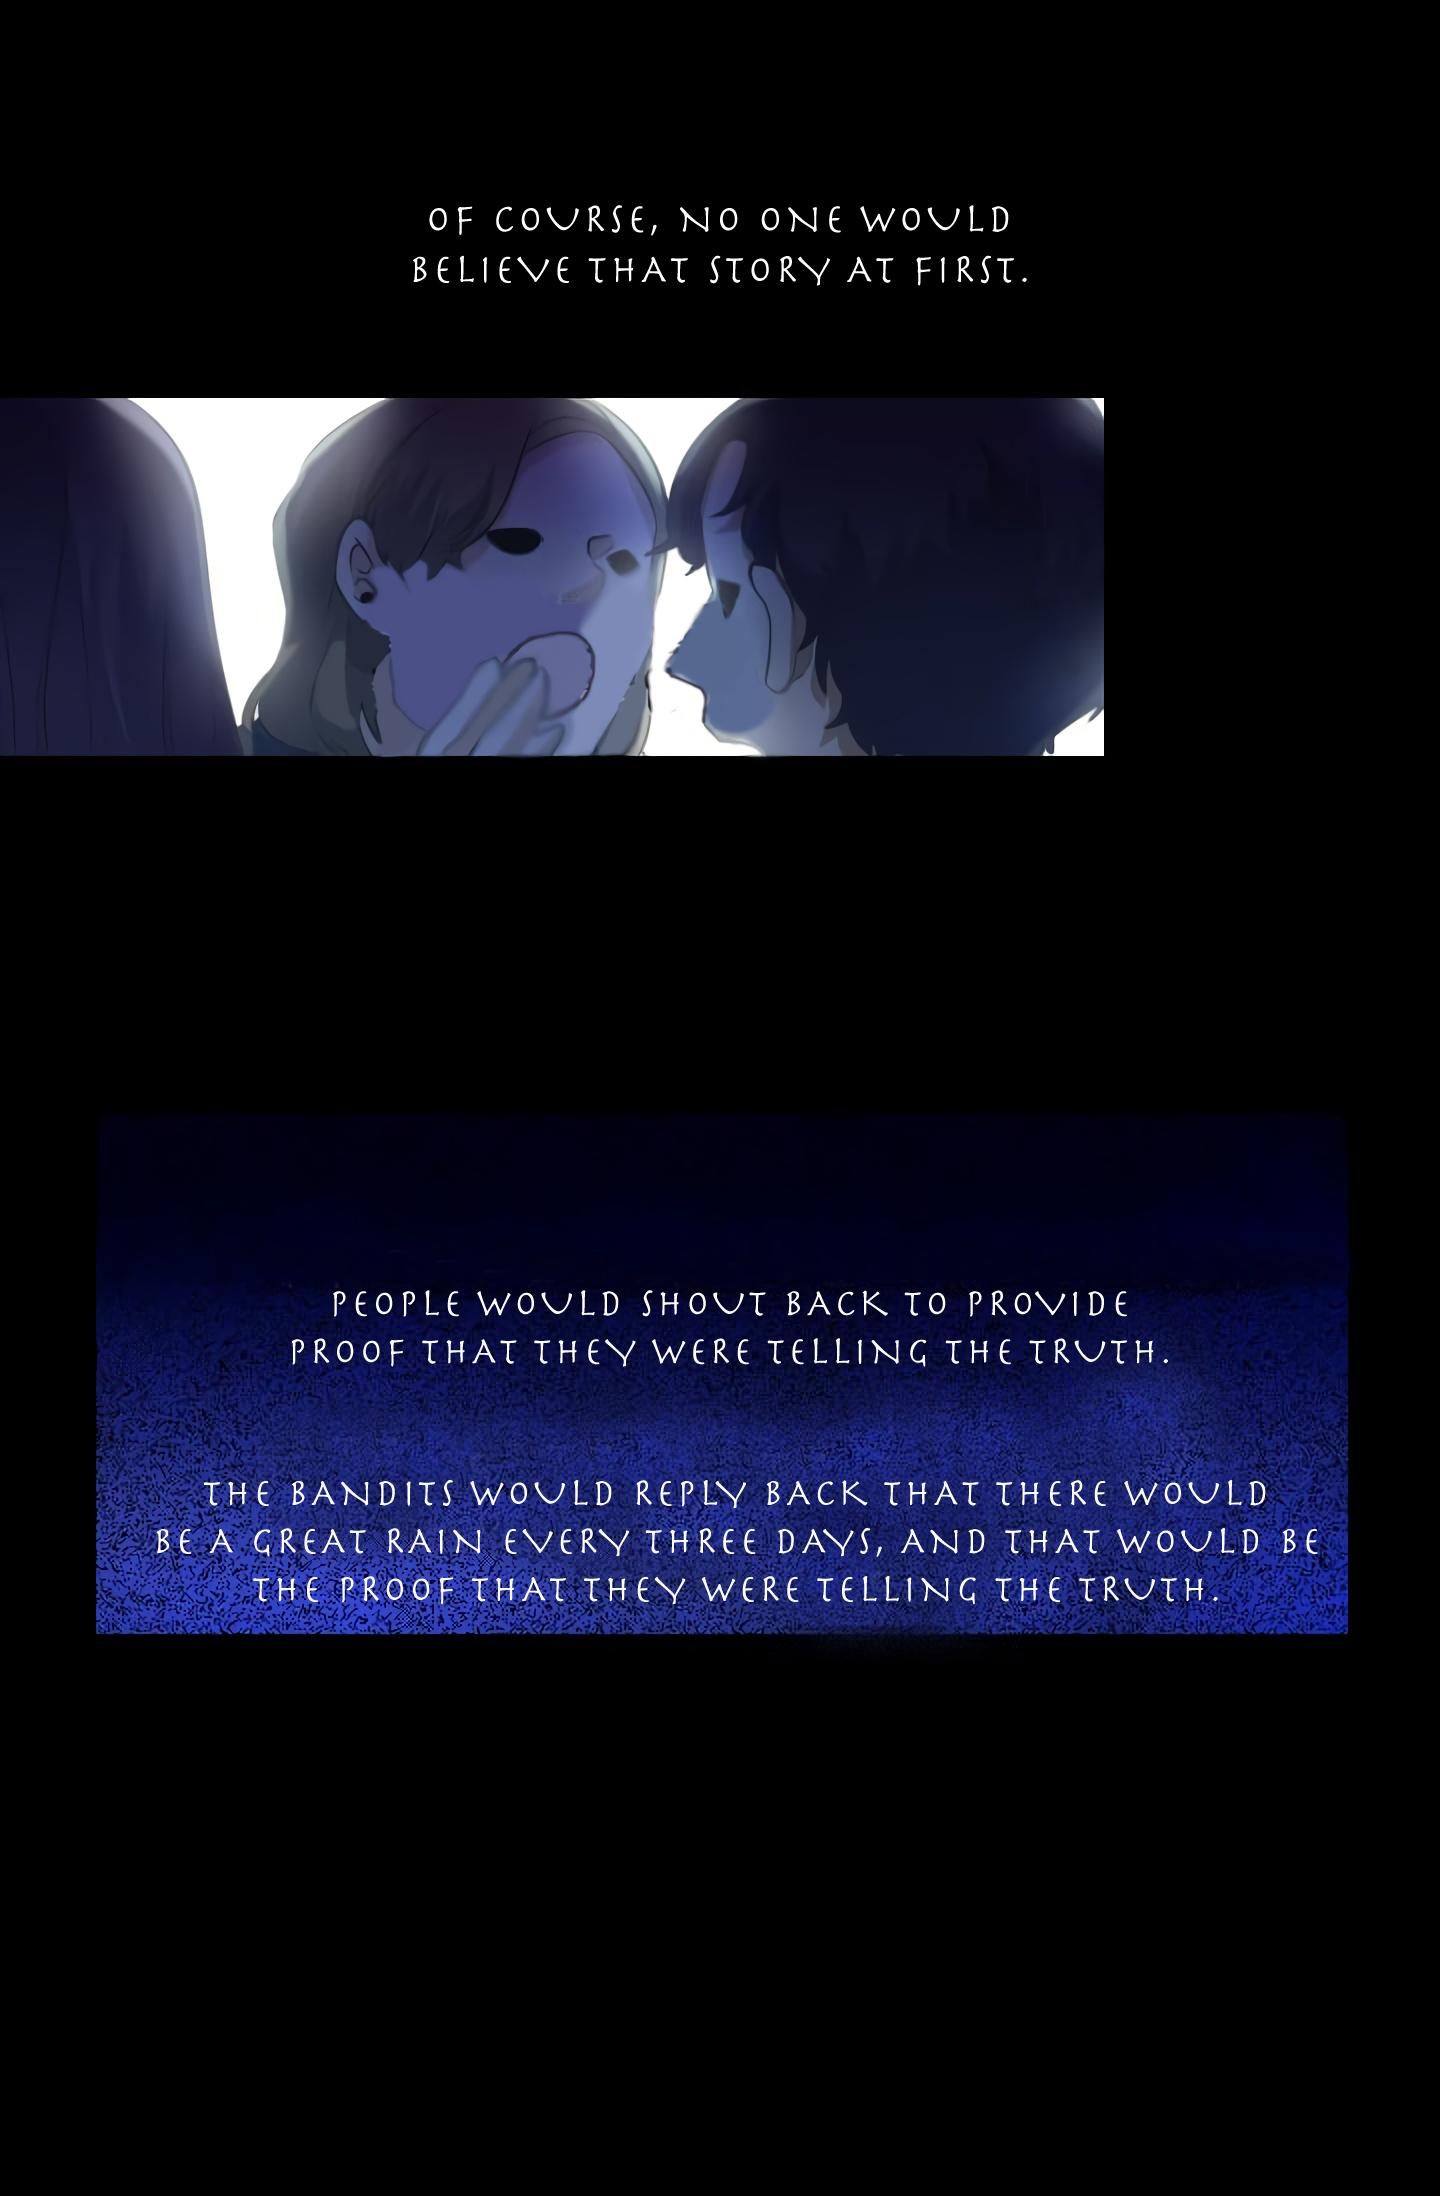 OF COURSE, NO ONE WOULD
BELIEVE THAT STORY AT FIRST.
PEOPLE WOULD SHOUT BACK TO PROVIDE
PROOF THAT THEY WERE TELLING THE TRUTH.
THE BANDITS WOULD REPLY BACK THAT THERE WOULD
BE A GREAT RAIN EVERY THREE DAYS, AND THAT WOULD BE
THE PROOF THAT THEY WERE TELLING THE TRUTH.